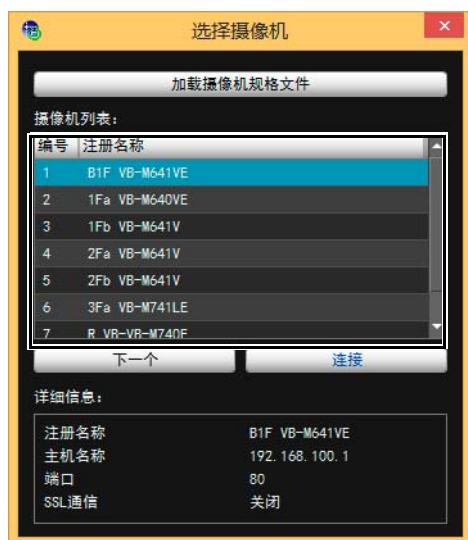 选择摄像机
加载摄像机规格文件
摄像机列表：
编号 注册名称
1 B1F VB-M641VE
2 1Fa VB-M640VE
3 1Fb VB-M641V
4 2Fa VB-M641V
5 2Fb VB-M641V
6 3Fa VB-M741LE
7 R VB-VB-M740E
下一个 连接
详细信息：
注册名称 B1F VB-M641VE
主机名称 192.168.100.1
端口 80
SSL通信 关闭